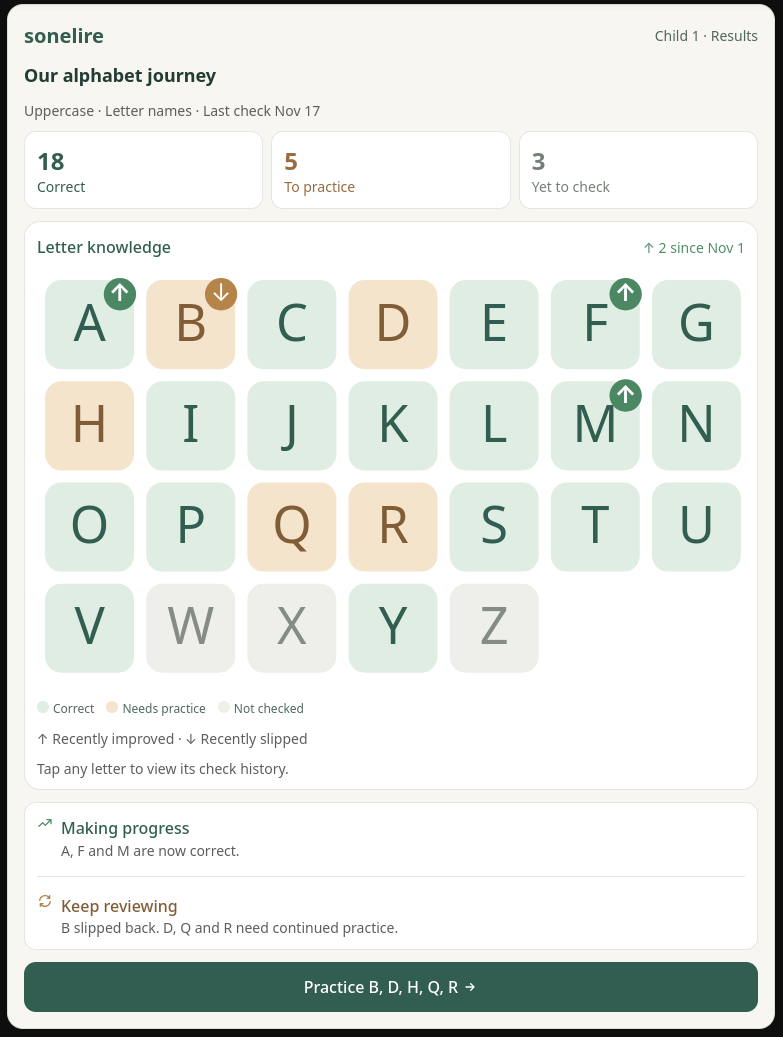 sonelire
Child 1 · Results
Our alphabet journey
Uppercase · Letter names · Last check Nov 17
18
Correct
5
To practice
3
Yet to check
Letter knowledge
↑ 2 since Nov 1
A ↑ B ↓ C D E F ↑ G
H I J K L M ↑ N
O P Q R S T U
V W X Y Z
Correct Needs practice Not checked
↑ Recently improved · ↓ Recently slipped
Tap any letter to view its check history.
Making progress
A, F and M are now correct.
Keep reviewing
B slipped back. D, Q and R need continued practice.
Practice B, D, H, Q, R →